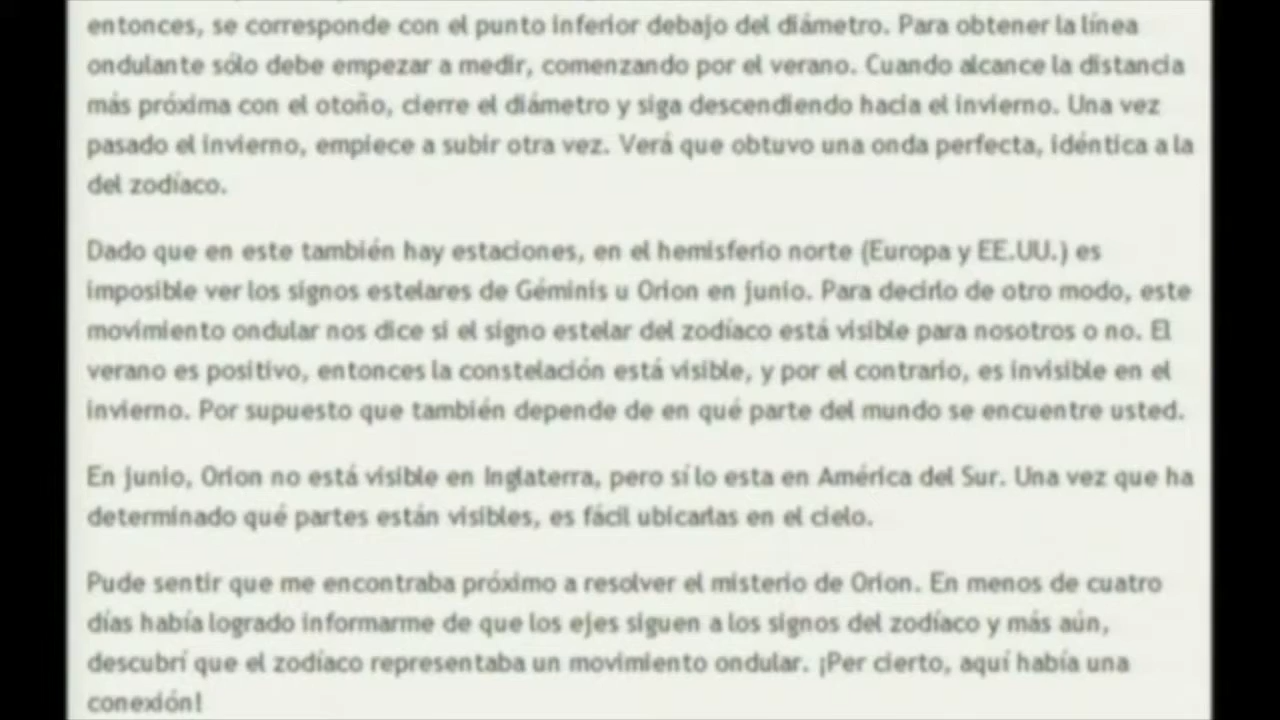 entonces, se corresponde con el punto inferior debajo del diámetro. Para obtener la línea
ondulante sólo debe empezar a medir, comenzando por el verano. Cuando alcance la distancia
más próxima con el otoño, cierre el diámetro y siga descendiendo hacia el invierno. Una vez
pasado el invierno, empiece a subir otra vez. Verá que obtuvo una onda perfecta, idéntica a la
del zodíaco.
Dado que en este también hay estaciones, en el hemisferio norte (Europa y EE.UU.) es
imposible ver los signos estelares de Géminis u Orion en junio. Para decirlo de otro modo, este
movimiento ondular nos dice si el signo estelar del zodíaco está visible para nosotros o no. El
verano es positivo, entonces la constelación está visible, y por el contrario, es invisible en el
invierno. Por supuesto que también depende de en qué parte del mundo se encuentre usted.
En junio, Orion no está visible en Inglaterra, pero sí lo esta en América del Sur. Una vez que ha
determinado qué partes están visibles, es fácil ubicarlas en el cielo.
Pude sentir que me encontraba próximo a resolver el misterio de Orion. En menos de cuatro
días había logrado informarme de que los ejes siguen a los signos del zodíaco y más aún,
descubrí que el zodíaco representaba un movimiento ondular. ¡Per cierto, aquí había una
conexión!